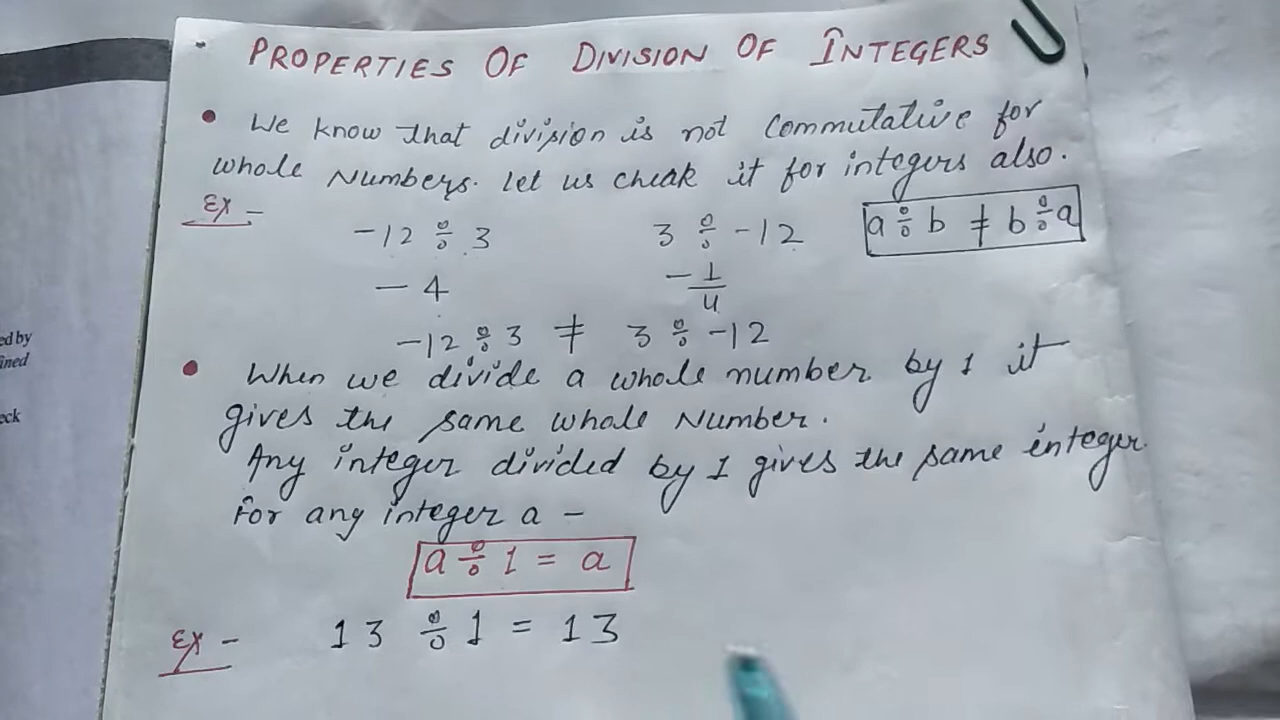 PROPERTIES OF DIVISION OF INTEGERS
• We know that division is not Commutative for
whole Numbers. let us cheak it for integers also.
Ex -
-12 ÷ 3    3 ÷ -12    a ÷ b ≠ b ÷ a
- 4    - 1/4
-12 ÷ 3 ≠ 3 ÷ -12
• When we divide a whole number by 1 it
gives the same whole Number.
Any integer divided by 1 gives the same integer.
For any integer a -
a ÷ 1 = a
Ex - 13 ÷ 1 = 13
ed by
ined
eck